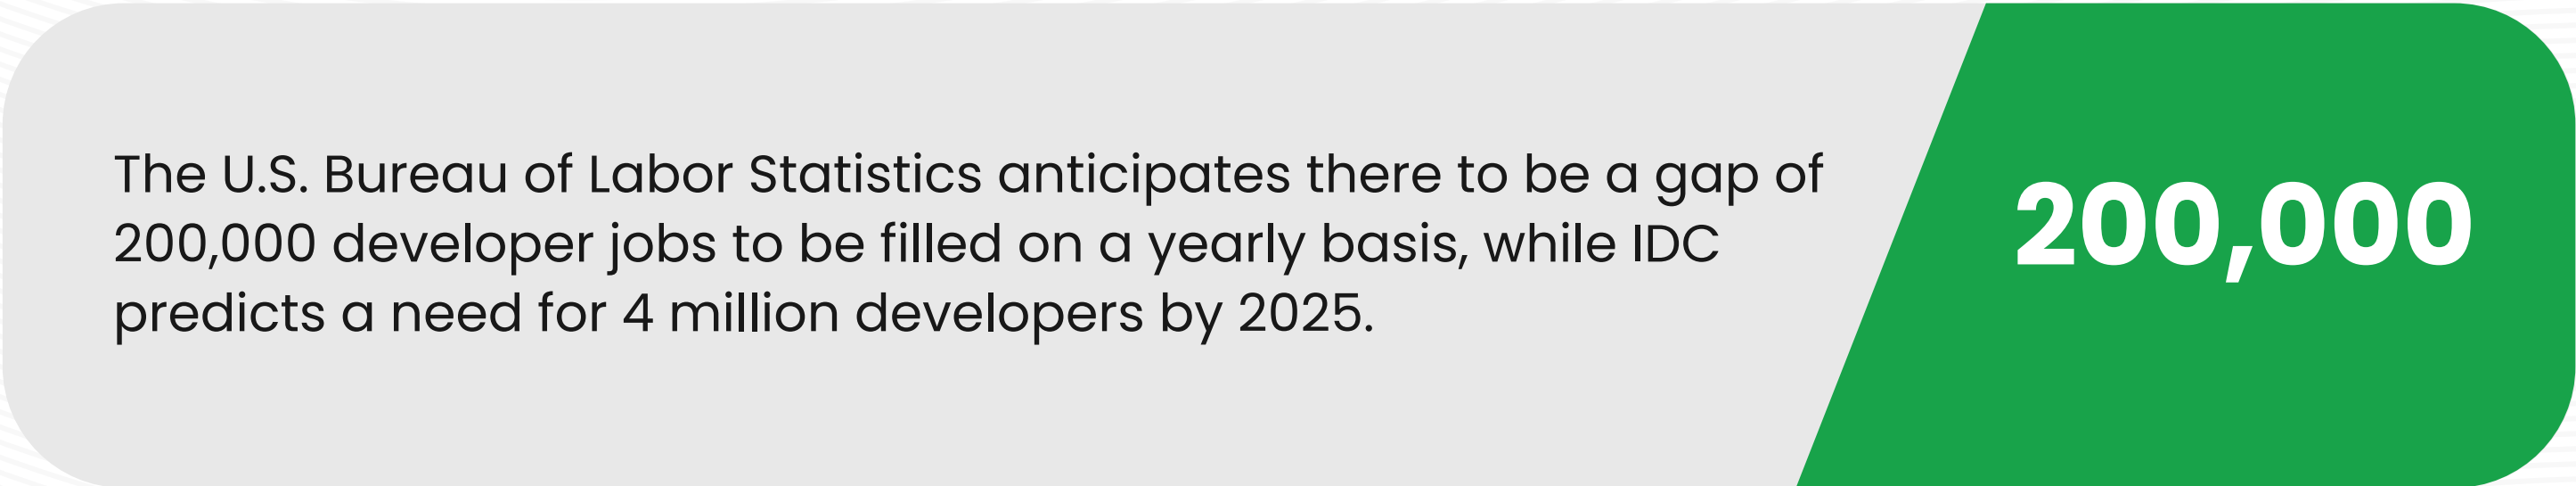 The U.S. Bureau of Labor Statistics anticipates there to be a gap of
200,000 developer jobs to be filled on a yearly basis, while IDC
predicts a need for 4 million developers by 2025.
200,000